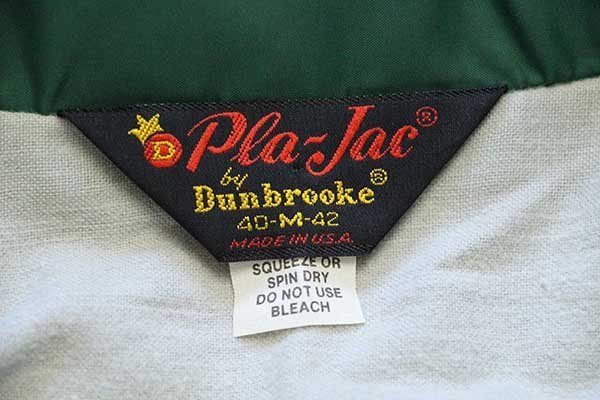 D Pla-Jac®
by
Dunbrooke®
40-M-42
MADE IN U.S.A.
SQUEEZE OR
SPIN DRY
DO NOT USE
BLEACH